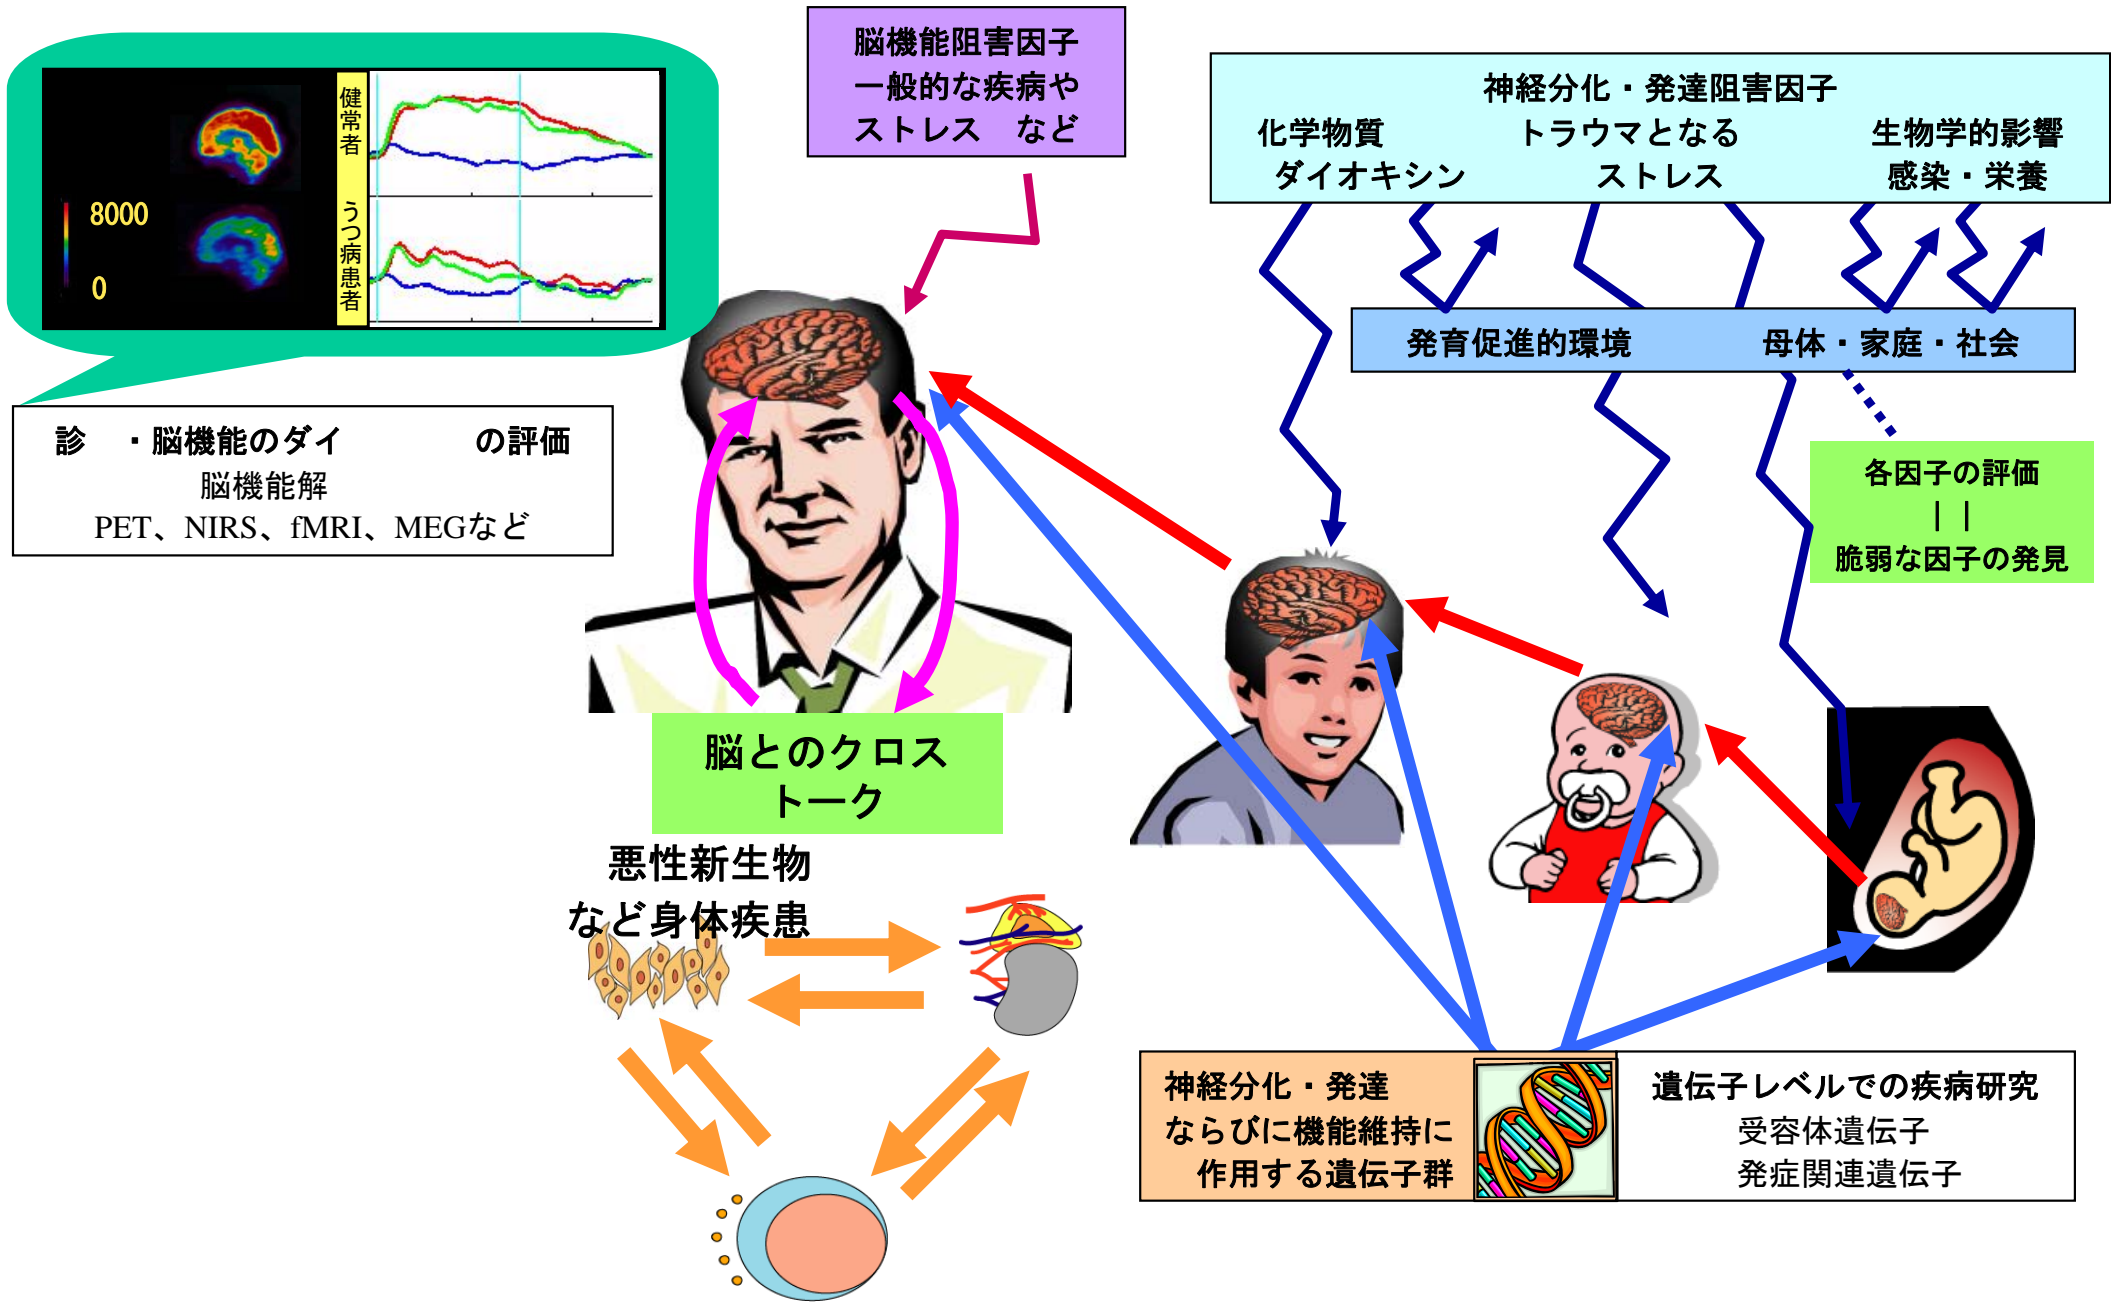 脳機能阻害因子
一般的な疾病や
ストレス　など
神経分化・発達阻害因子
化学物質　トラウマとなる　生物学的影響
ダイオキシン　ストレス　感染・栄養
健常者
うつ病患者
8000
0
発育促進的環境　母体・家庭・社会
診　・脳機能のダイ　の評価
脳機能解
PET、NIRS、fMRI、MEGなど
各因子の評価
||
脆弱な因子の発見
脳とのクロス
トーク
悪性新生物
など身体疾患
神経分化・発達
ならびに機能維持に
作用する遺伝子群
遺伝子レベルでの疾病研究
受容体遺伝子
発症関連遺伝子